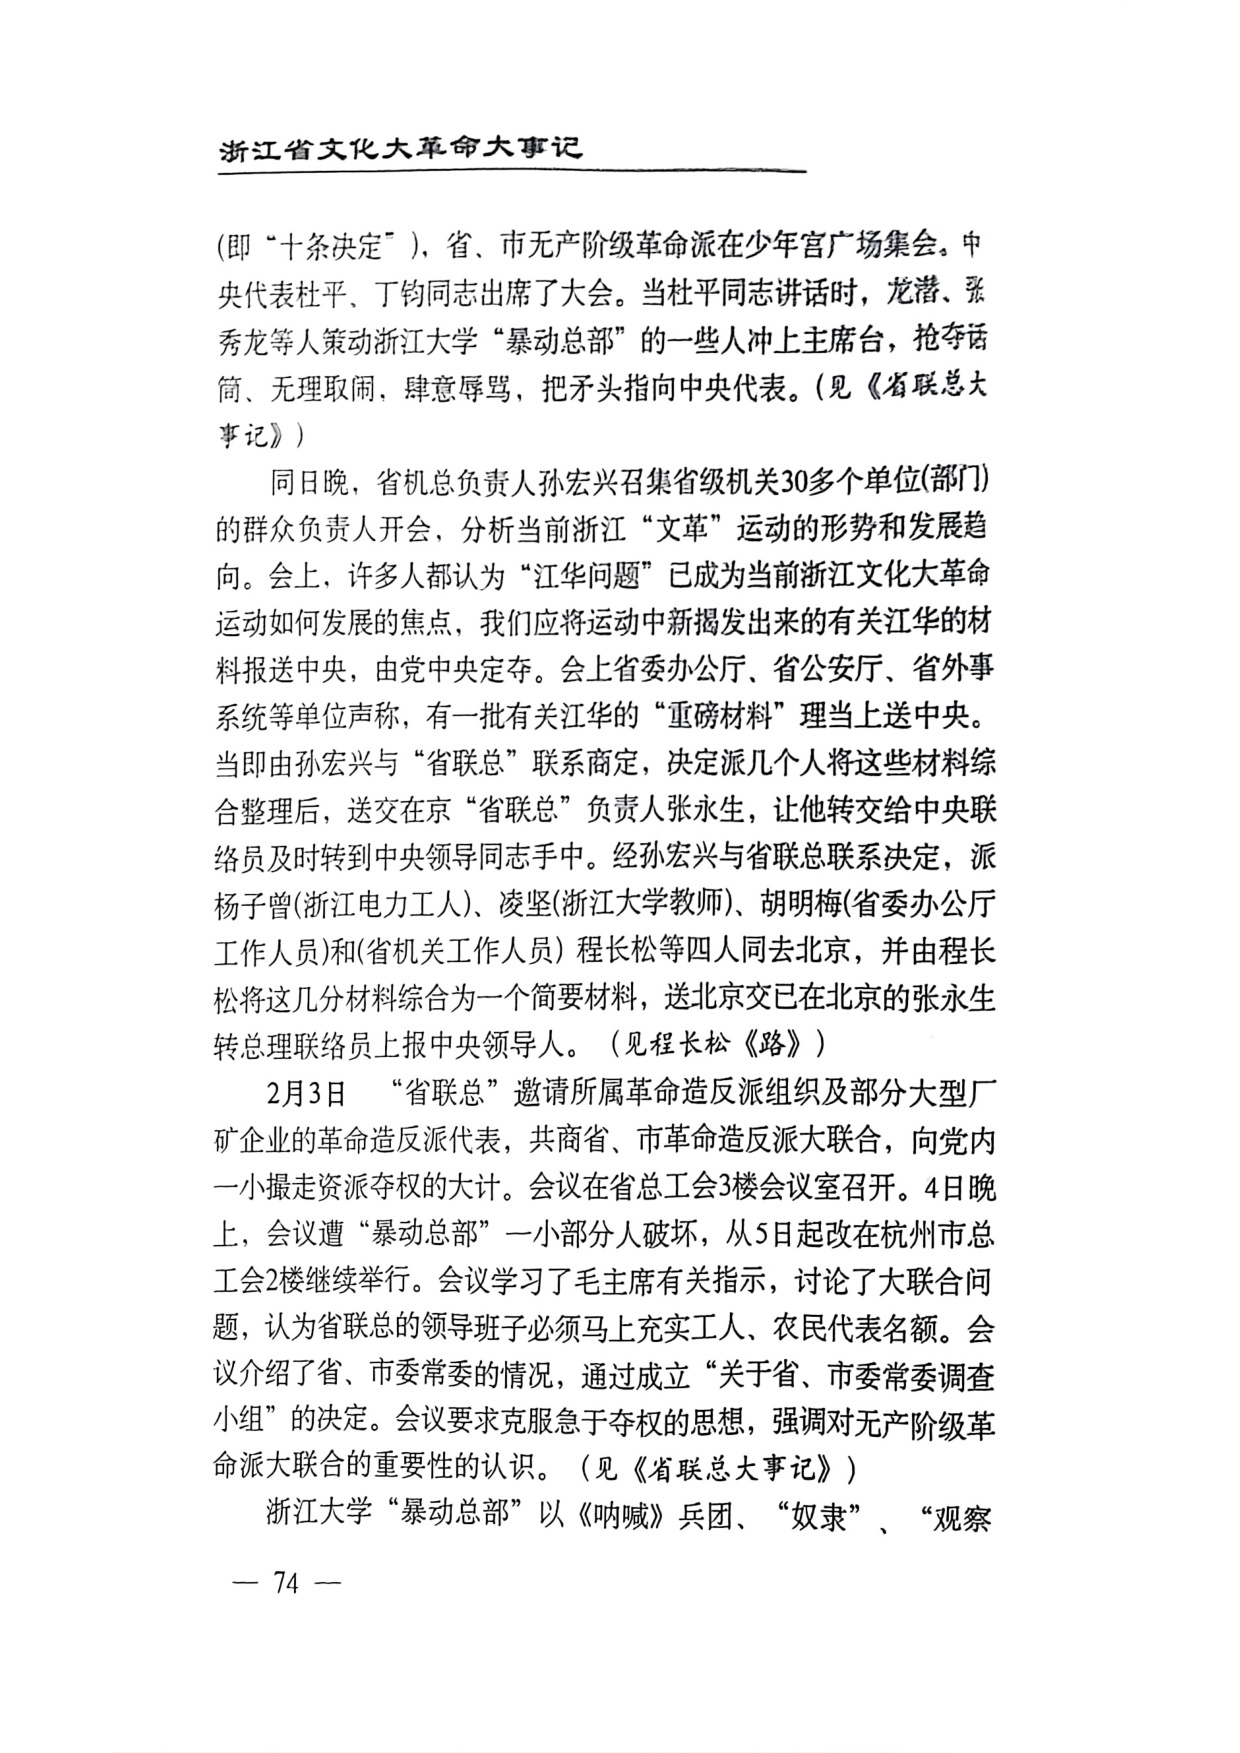 浙江省文化大革命大事记
(即“十条决定”)，省、市无产阶级革命派在少年宫广场集会。中
央代表杜平、丁钧同志出席了大会。当杜平同志讲话时，龙潜、张
秀龙等人策动浙江大学“暴动总部”的一些人冲上主席台，抢夺话
筒、无理取闹，肆意辱骂，把矛头指向中央代表。(见《省联总大
事记》)
同日晚，省机总负责人孙宏兴召集省级机关30多个单位(部门)
的群众负责人开会，分析当前浙江“文革”运动的形势和发展趋
向。会上，许多人都认为“江华问题”已成为当前浙江文化大革命
运动如何发展的焦点，我们应将运动中新揭发出来的有关江华的材
料报送中央，由党中央定夺。会上省委办公厅、省公安厅、省外事
系统等单位声称，有一批有关江华的“重磅材料”理当上送中央。
当即由孙宏兴与“省联总”联系商定，决定派几个人将这些材料综
合整理后，送交在京“省联总”负责人张永生，让他转交给中央联
络员及时转到中央领导同志手中。经孙宏兴与省联总联系决定，派
杨子曾(浙江电力工人)、凌坚(浙江大学教师)、胡明梅(省委办公厅
工作人员)和(省机关工作人员) 程长松等四人同去北京，并由程长
松将这几分材料综合为一个简要材料，送北京交已在北京的张永生
转总理联络员上报中央领导人。（见程长松《路》）
2月3日 “省联总”邀请所属革命造反派组织及部分大型厂
矿企业的革命造反派代表，共商省、市革命造反派大联合，向党内
一小撮走资派夺权的大计。会议在省总工会3楼会议室召开。4日晚
上，会议遭“暴动总部”一小部分人破坏，从5日起改在杭州市总
工会2楼继续举行。会议学习了毛主席有关指示，讨论了大联合问
题，认为省联总的领导班子必须马上充实工人、农民代表名额。会
议介绍了省、市委常委的情况，通过成立“关于省、市委常委调查
小组”的决定。会议要求克服急于夺权的思想，强调对无产阶级革
命派大联合的重要性的认识。（见《省联总大事记》）
浙江大学“暴动总部”以《呐喊》兵团、“奴隶”、“观察
— 74 —